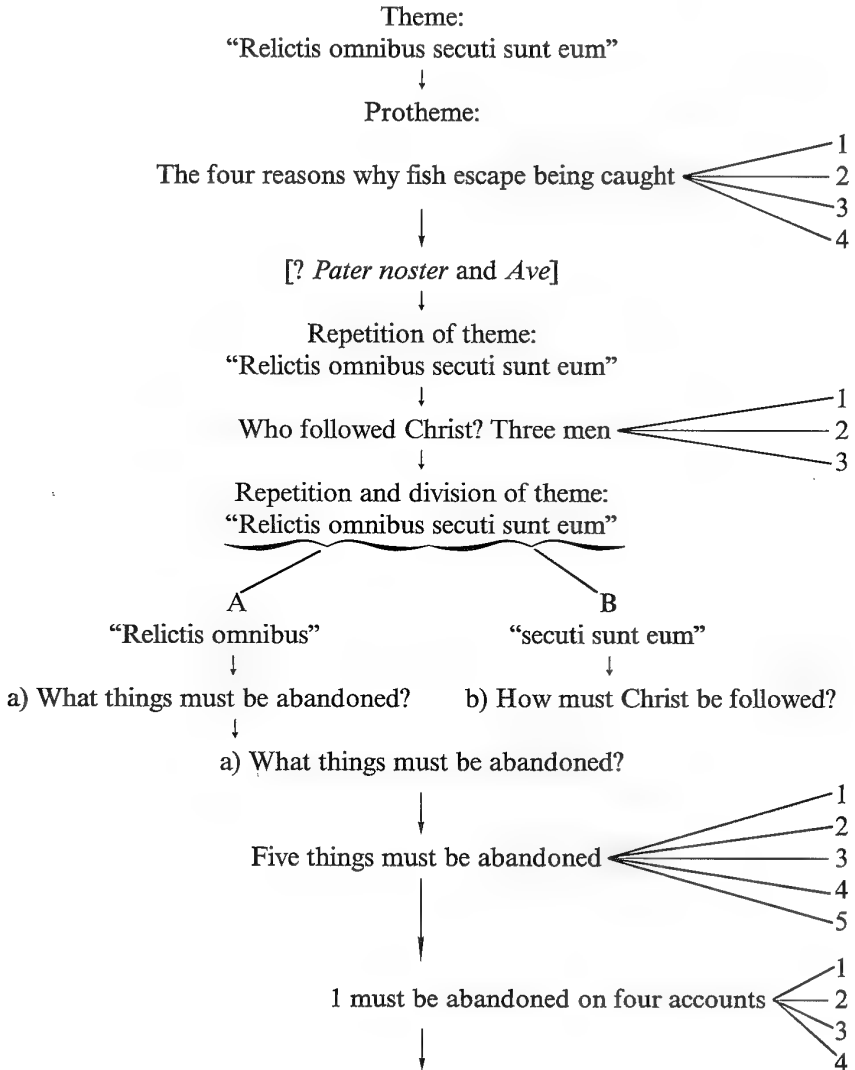 Theme:
“Relictis omnibus secuti sunt eum”
Protheme:
The four reasons why fish escape being caught
1
2
3
4
[? Pater noster and Ave]
Repetition of theme:
“Relictis omnibus secuti sunt eum”
Who followed Christ? Three men
1
2
3
Repetition and division of theme:
“Relictis omnibus secuti sunt eum”
A B
“Relictis omnibus” “secuti sunt eum”
a) What things must be abandoned? b) How must Christ be followed?
a) What things must be abandoned?
Five things must be abandoned
1
2
3
4
5
1 must be abandoned on four accounts
1
2
3
4